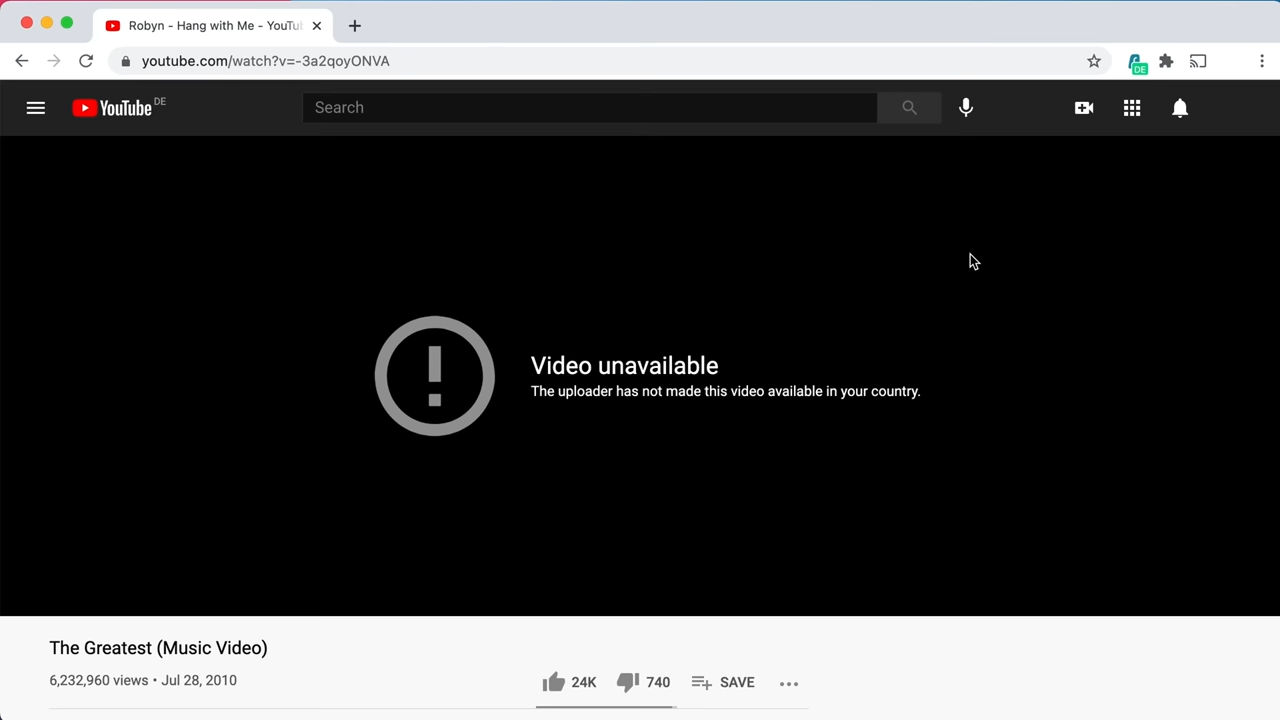 Robyn - Hang with Me - YouTu
youtube.com/watch?v=-3a2qoyONVA
DE
YouTube DE
Search
Video unavailable
The uploader has not made this video available in your country.
The Greatest (Music Video)
6,232,960 views • Jul 28, 2010
24K 740 SAVE